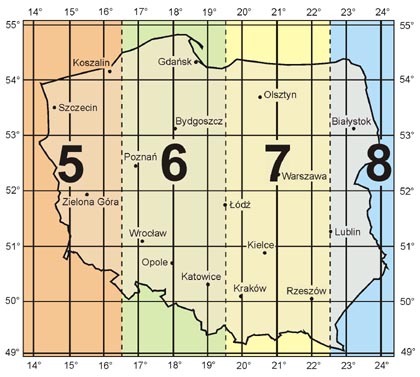 14° 15° 16° 17° 18° 19° 20° 21° 22° 23° 24°
55° 55°
Koszalin Gdańsk
54° 54°
Szczecin Olsztyn
Bydgoszcz Białystok
53° 53°
Poznań
5 6 7 8
Warszawa
52° 52°
Zielona Góra Łódź
Wrocław Lublin
51° Kielce 51°
Opole
Katowice Kraków Rzeszów
50° 50°
49° 49°
14° 15° 16° 17° 18° 19° 20° 21° 22° 23° 24°